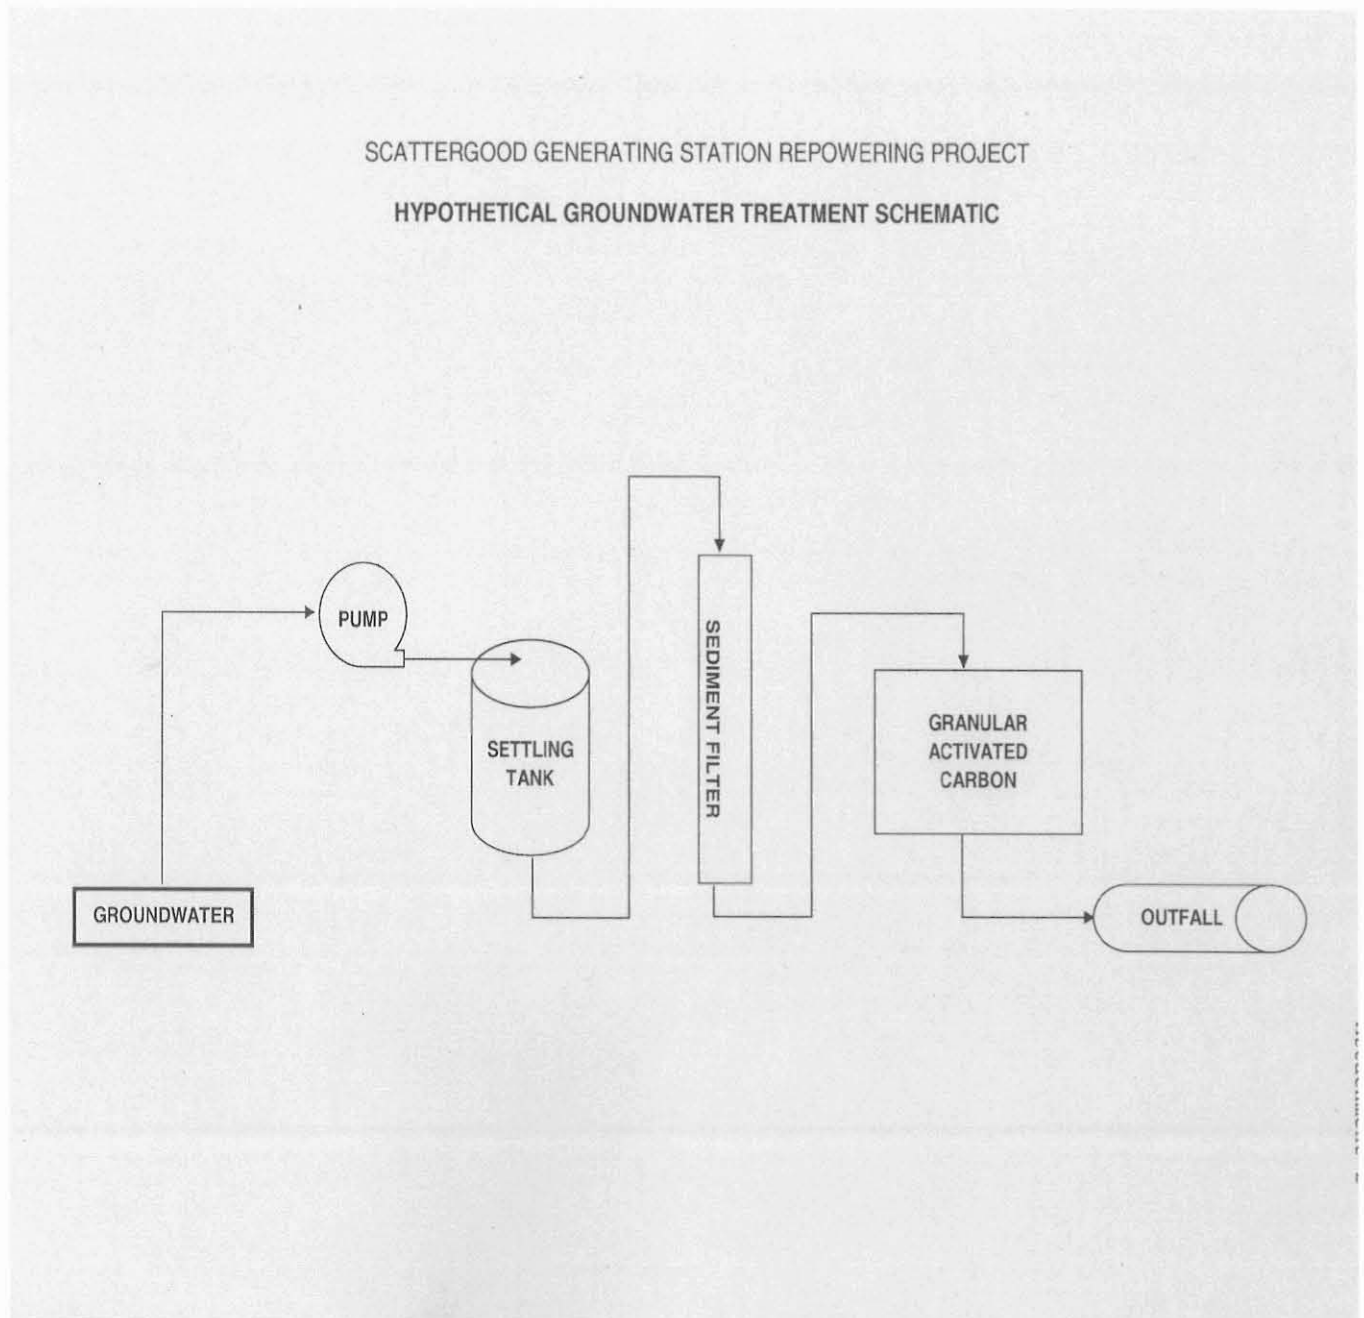 SCATTERGOOD GENERATING STATION REPOWERING PROJECT
HYPOTHETICAL GROUNDWATER TREATMENT SCHEMATIC
PUMP
SETTLING
TANK
SEDIMENT FILTER
GRANULAR
ACTIVATED
CARBON
GROUNDWATER
OUTFALL